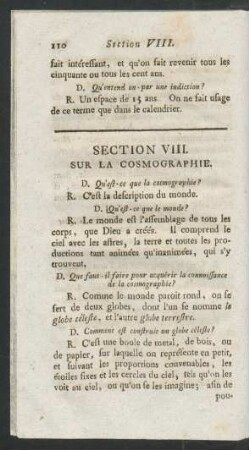 110 Section VIII.
fait intéressant, et qu'on fait revenir tous les
cinquante ou tous les cent ans.
D. Qu'entend on-par une indiction?
R. Un espace de 15 ans. On ne fait usage
de ce terme que dans le calendrier.
SECTION VIII.
SUR LA COSMOGRAPHIE.
D. Qu'est-ce que la cosmographie?
R. C'est la description du monde.
D. Qu'est-ce que le monde?
R. Le monde est l'assemblage de tous les
corps, que Dieu a créés. Il comprend le
ciel avec les astres, la terre et toutes les pro-
ductions tant animées qu'inanimées, qui s'y
trouvent.
D. Que faut-il faire pour acquérir la connoissance
de la cosmographie?
R. Comme le monde paroit rond, on se
sert de deux globes, dont l'un se nomme le
globe céleste, et l'autre globe terrestre.
D. Comment est construit un globe céleste?
R. C'est une boule de metal, de bois, ou
de papier, sur laquelle on représente en petit,
et suivant les proportions convenables, les
étoiles fixes et les cercles du ciel, tels qu'on les
voit au ciel, ou qu'on se les imagine; afin de
pou-